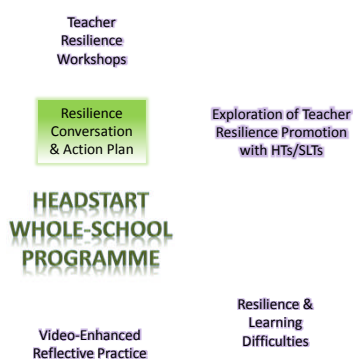 Teacher
Resilience
Workshops
Resilience
Conversation
& Action Plan
Exploration of Teacher
Resilience Promotion
with HTs/SLTs
HEADSTART
WHOLE-SCHOOL
PROGRAMME
Resilience &
Learning
Difficulties
Video-Enhanced
Reflective Practice